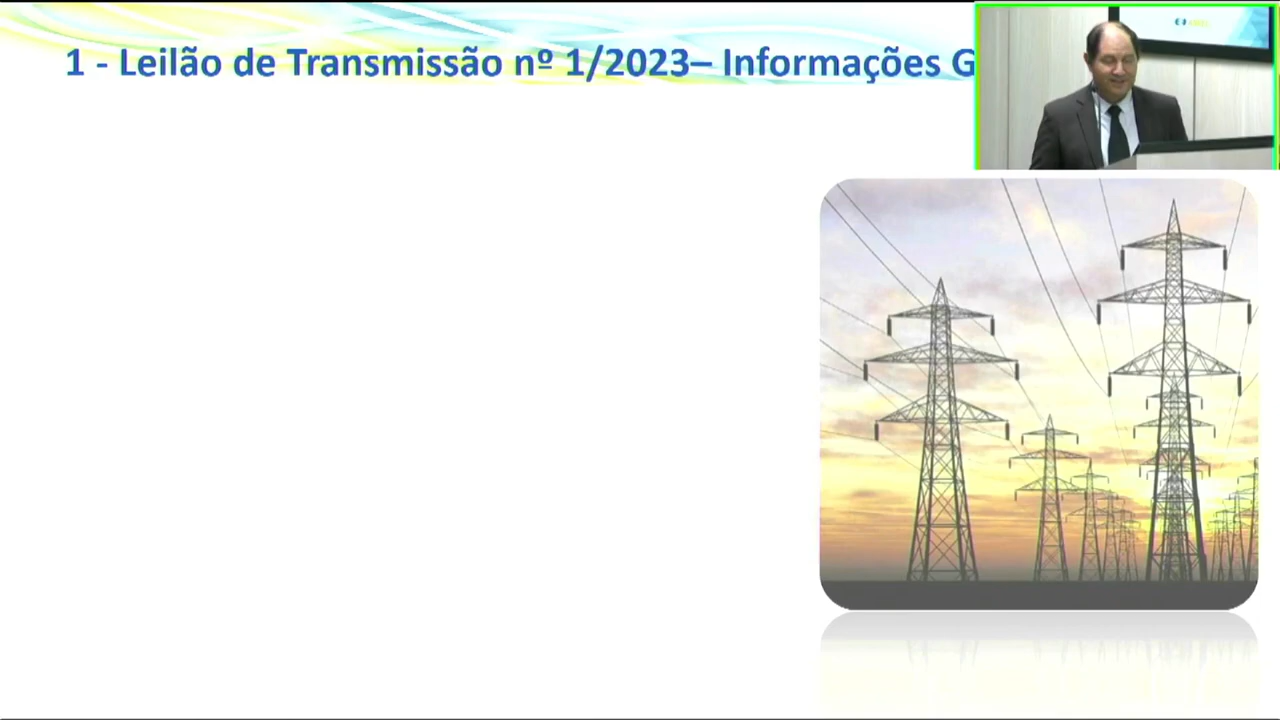 1 - Leilão de Transmissão nº 1/2023– Informações G